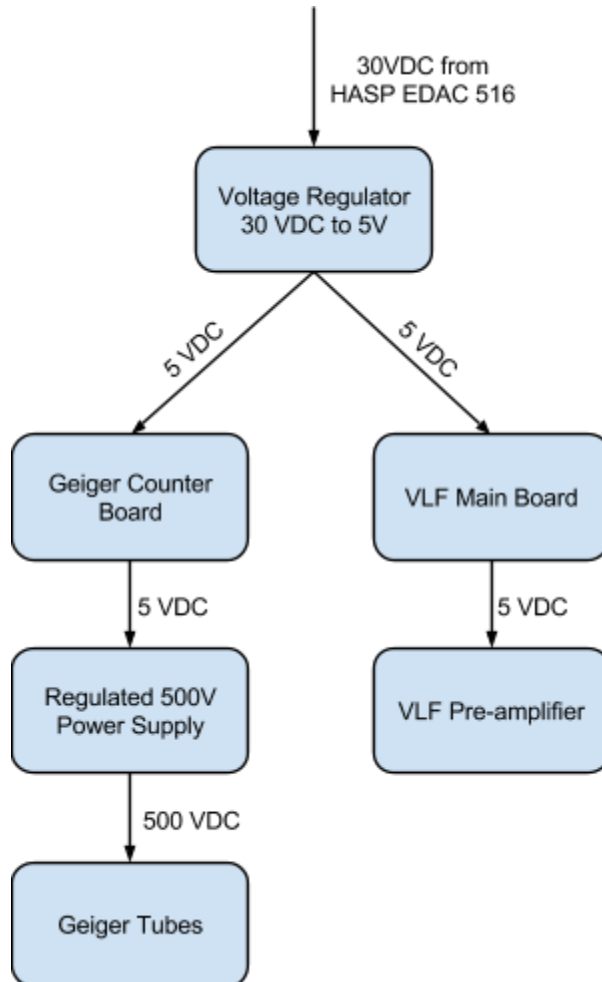 30VDC from
HASP EDAC 516
Voltage Regulator
30 VDC to 5V
5 VDC
5 VDC
Geiger Counter
Board
VLF Main Board
5 VDC
5 VDC
Regulated 500V
Power Supply
VLF Pre-amplifier
500 VDC
Geiger Tubes